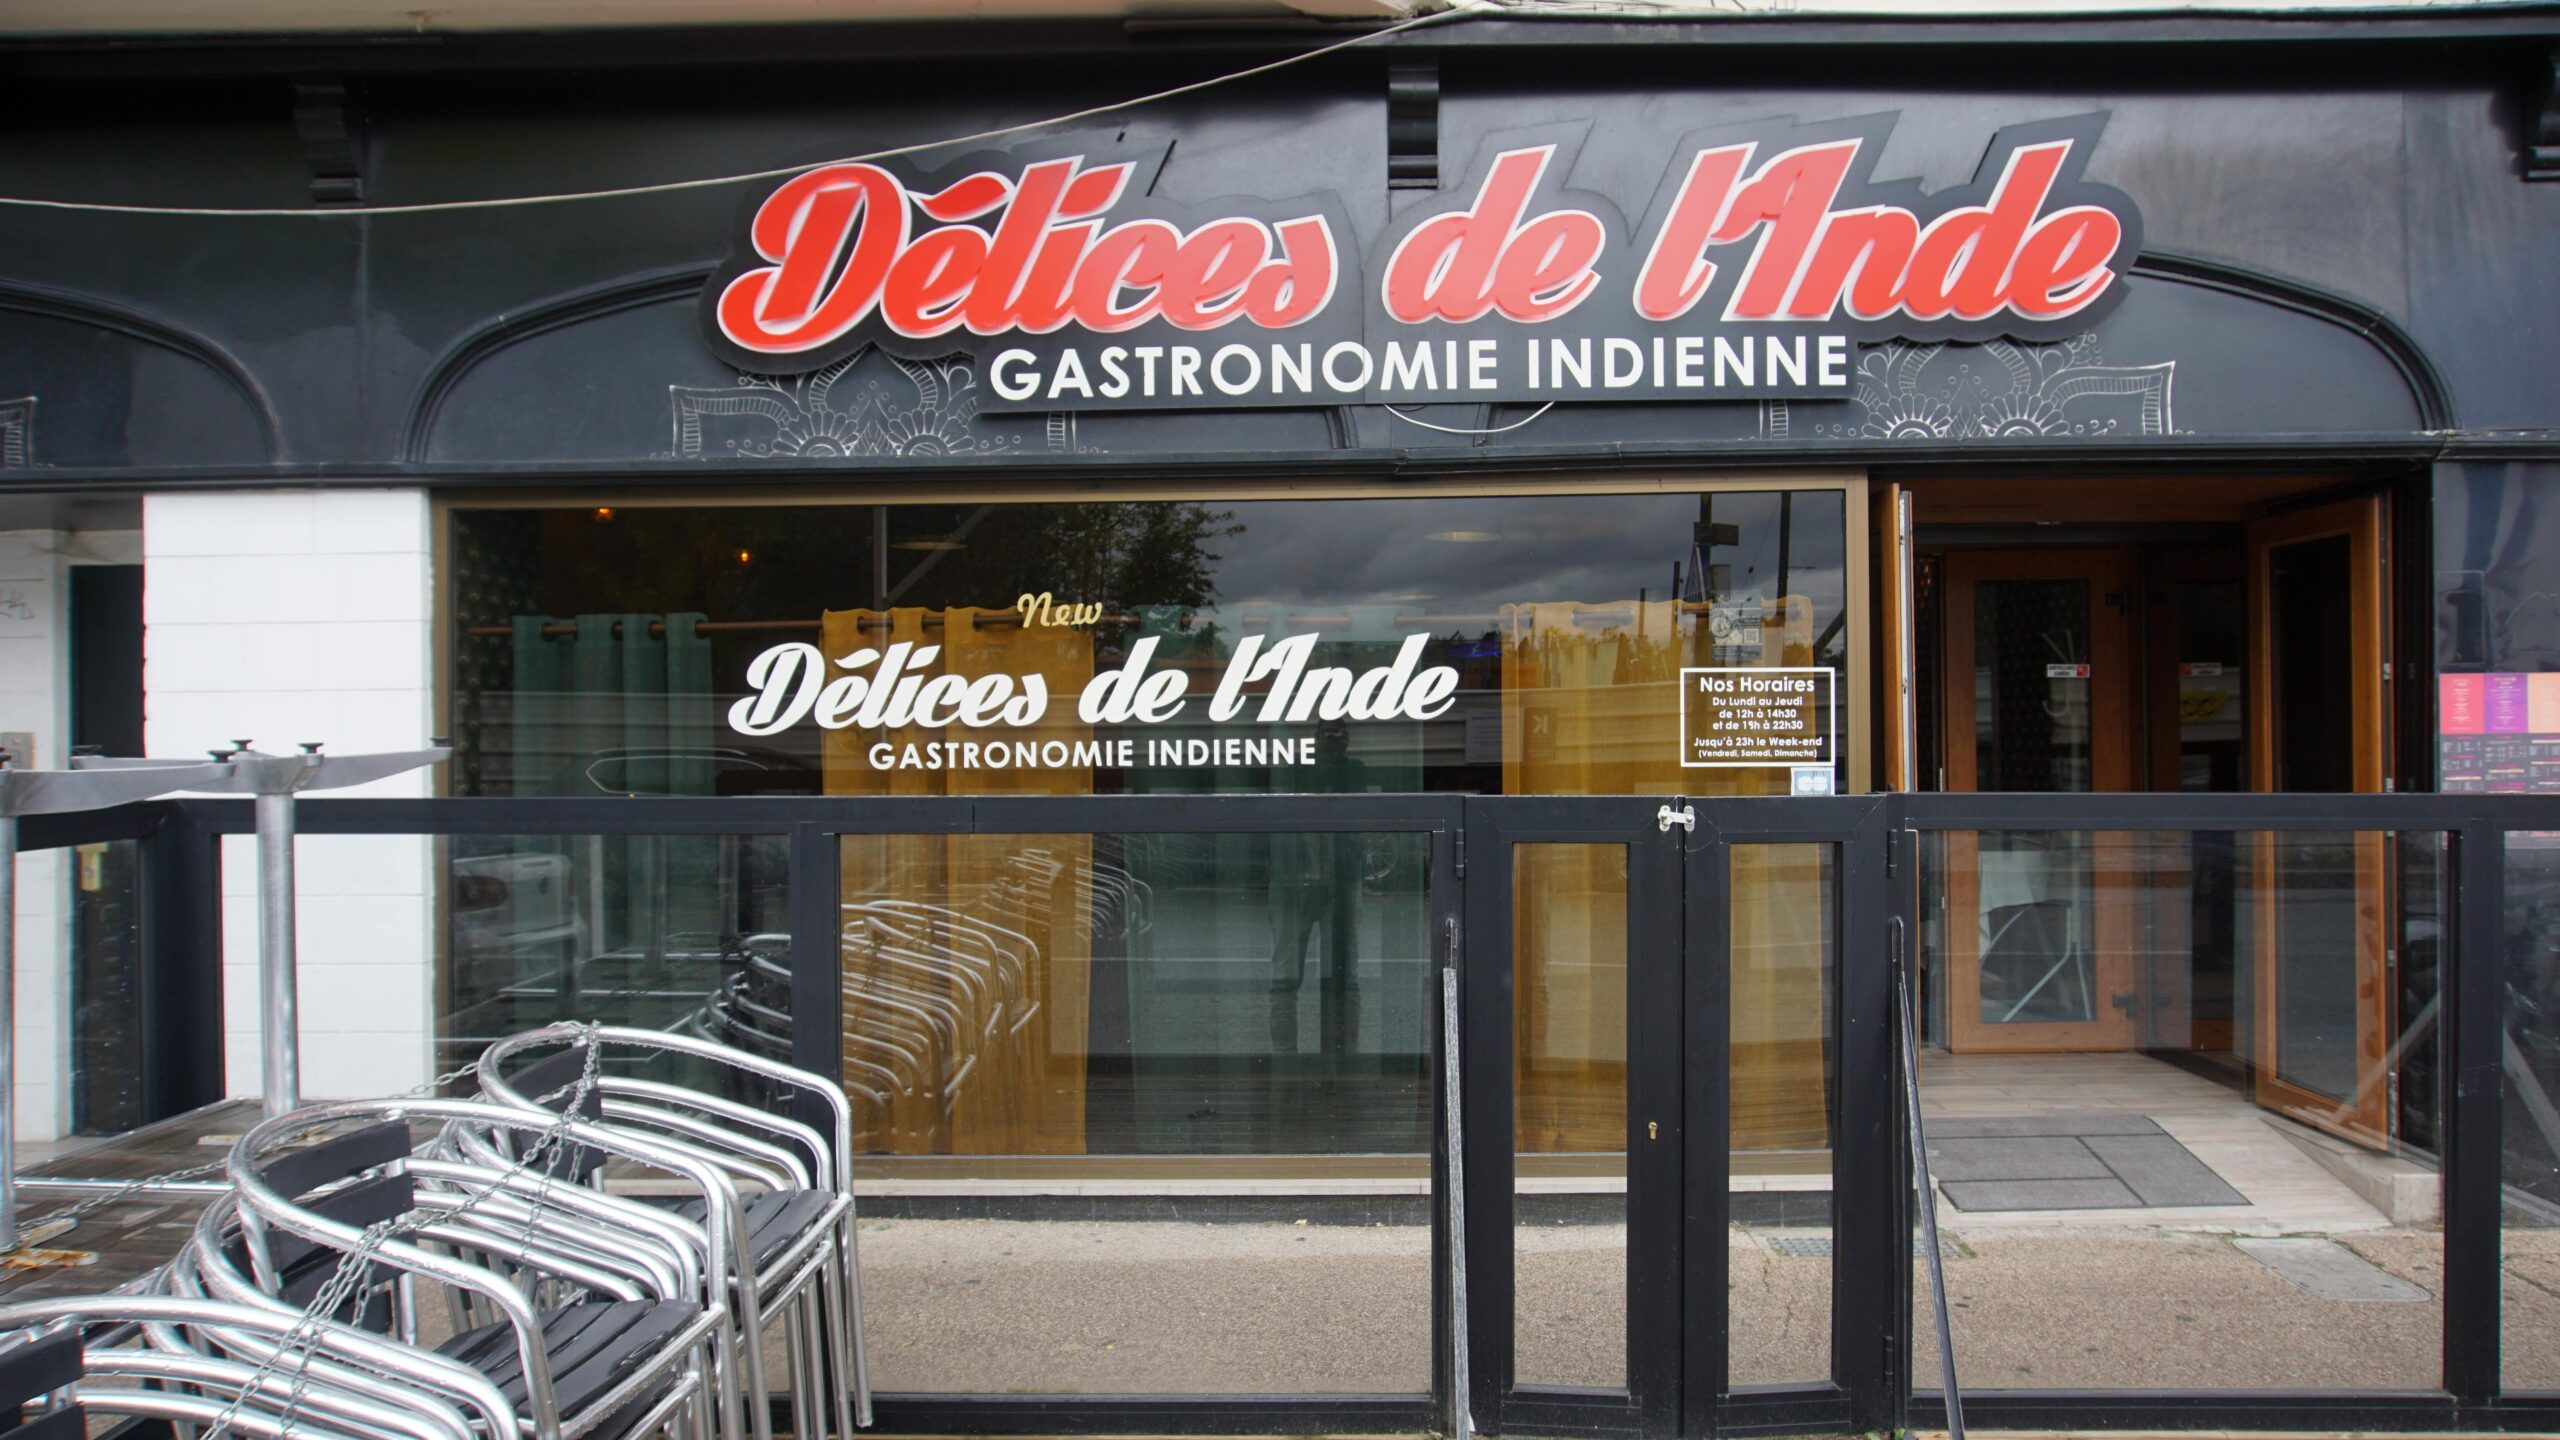 Délices de l'Inde
GASTRONOMIE INDIENNE
New
Délices de l'Inde
GASTRONOMIE INDIENNE
Nos Horaires
Du Lundi au Jeudi
de 12h à 14h30
et de 19h à 22h30
Jusqu'à 23h le Week-end
(Vendredi, Samedi, Dimanche)